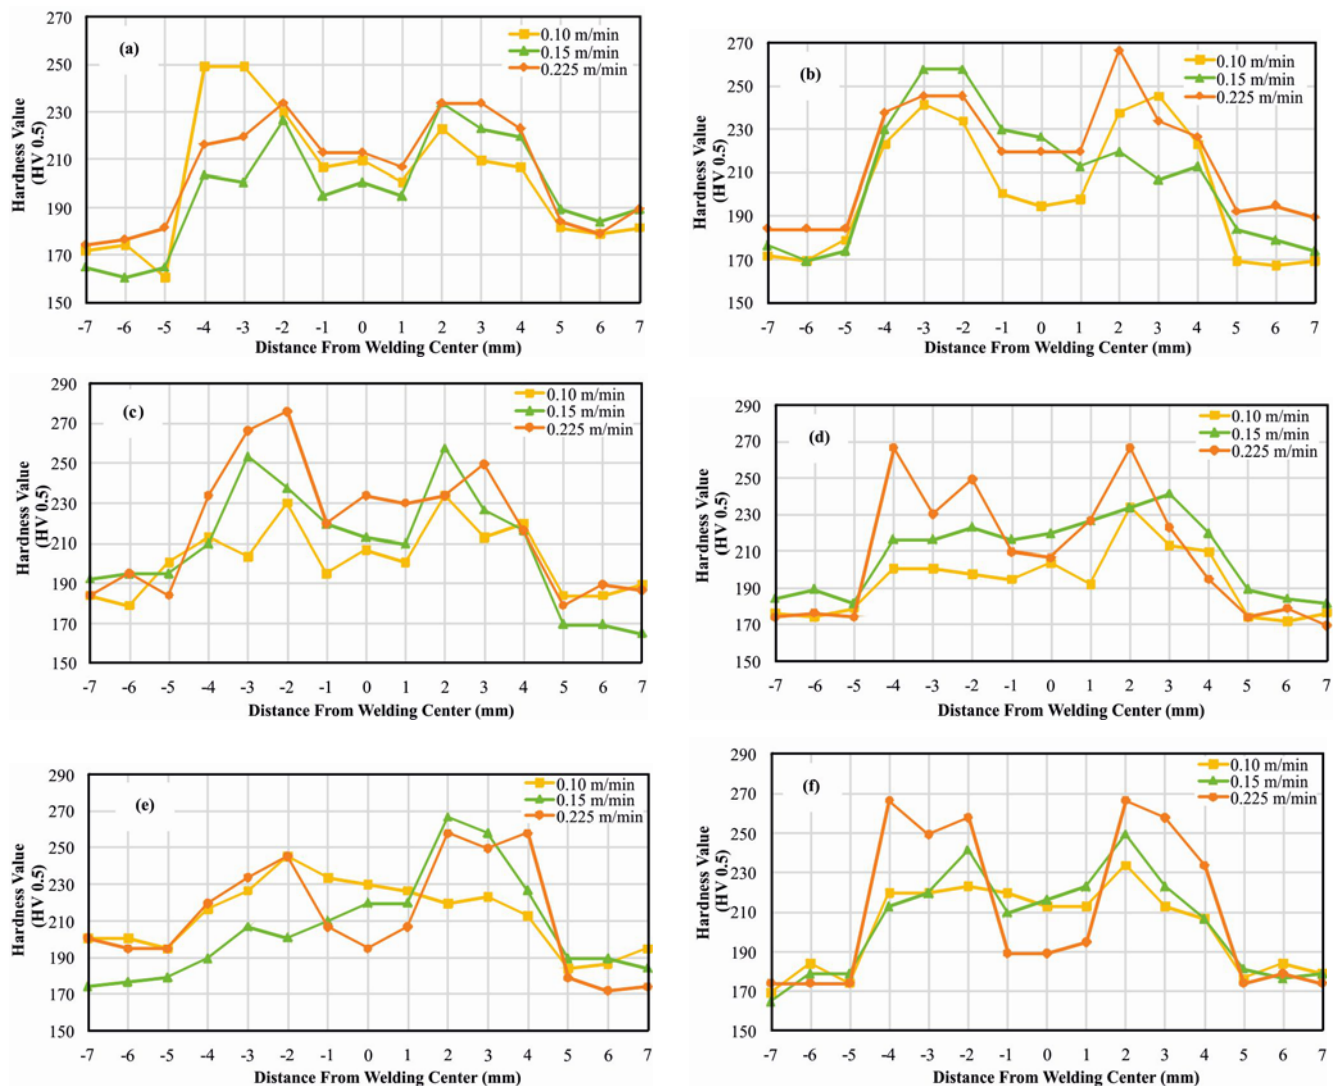 (a)
0.10 m/min
0.15 m/min
0.225 m/min
Hardness Value
(HV 0.5)
270
250
230
210
190
170
150
-7 -6 -5 -4 -3 -2 -1 0 1 2 3 4 5 6 7
Distance From Welding Center (mm)
(b)
0.10 m/min
0.15 m/min
0.225 m/min
Hardness Value
(HV 0.5)
270
250
230
210
190
170
150
-7 -6 -5 -4 -3 -2 -1 0 1 2 3 4 5 6 7
Distance From Welding Center (mm)
(c)
0.10 m/min
0.15 m/min
0.225 m/min
Hardness Value
(HV 0.5)
290
270
250
230
210
190
170
150
-7 -6 -5 -4 -3 -2 -1 0 1 2 3 4 5 6 7
Distance From Welding Center (mm)
(d)
0.10 m/min
0.15 m/min
0.225 m/min
Hardness Value
(HV 0.5)
290
270
250
230
210
190
170
150
-7 -6 -5 -4 -3 -2 -1 0 1 2 3 4 5 6 7
Distance From Welding Center (mm)
(e)
0.10 m/min
0.15 m/min
0.225 m/min
Hardness Value
(HV 0.5)
290
270
250
230
210
190
170
150
-7 -6 -5 -4 -3 -2 -1 0 1 2 3 4 5 6 7
Distance From Welding Center (mm)
(f)
0.10 m/min
0.15 m/min
0.225 m/min
Hardness Value
(HV 0.5)
290
270
250
230
210
190
170
150
-7 -6 -5 -4 -3 -2 -1 0 1 2 3 4 5 6 7
Distance From Welding Center (mm)